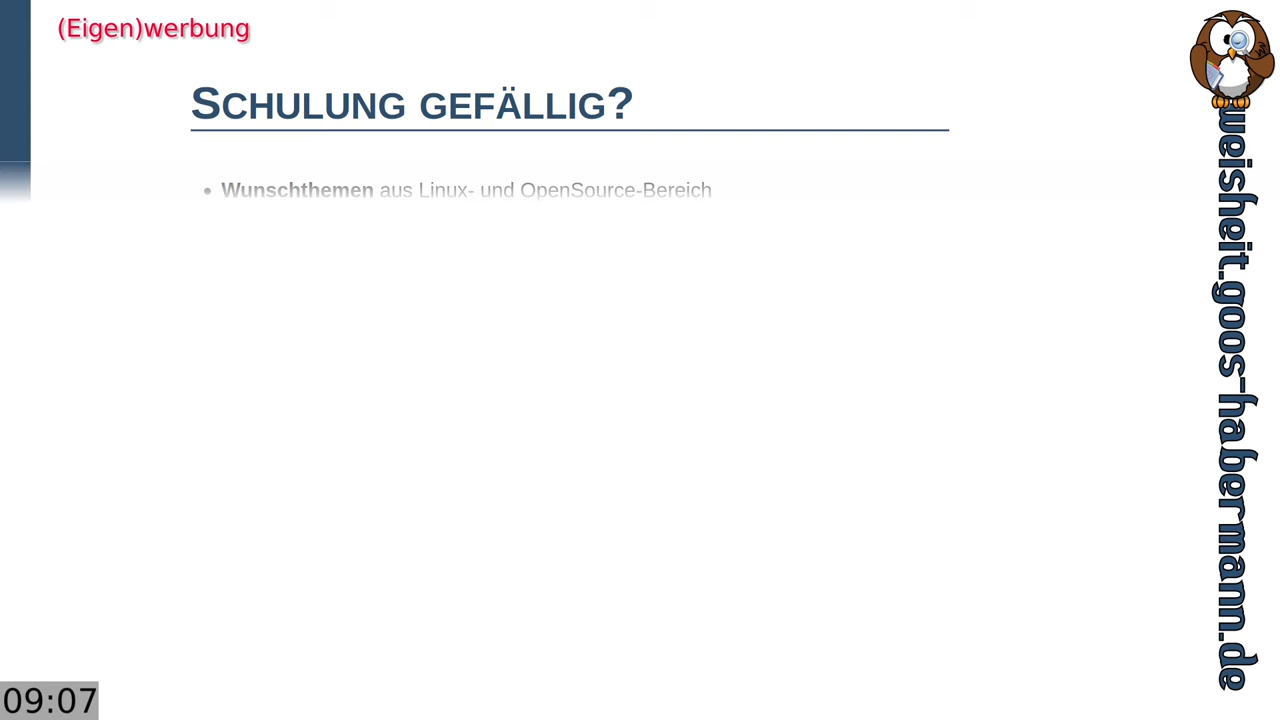 (Eigen)werbung
SCHULUNG GEFÄLLIG?
• Wunschthemen aus Linux- und OpenSource-Bereich
weisheit.goos-habermann.de
09:07